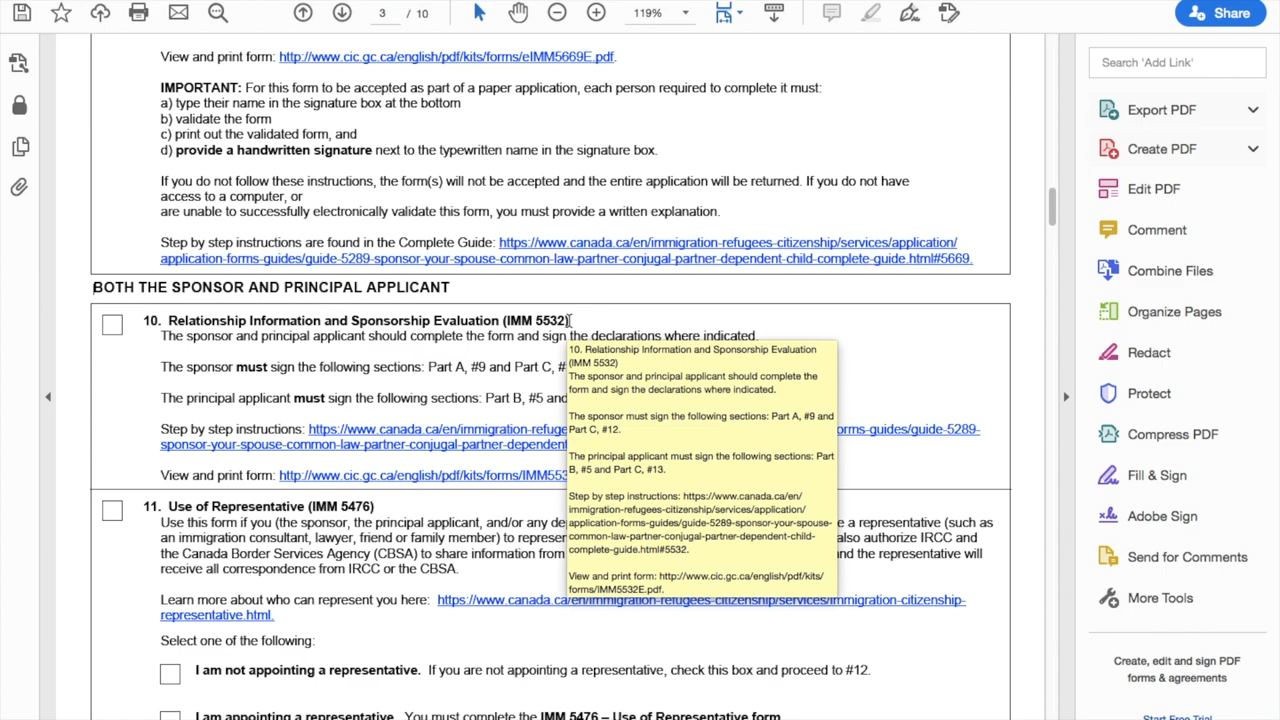 3 / 10
119%
Share
View and print form: http://www.cic.gc.ca/english/pdf/kits/forms/eIMM5669E.pdf.
IMPORTANT: For this form to be accepted as part of a paper application, each person required to complete it must:
a) type their name in the signature box at the bottom
b) validate the form
c) print out the validated form, and
d) provide a handwritten signature next to the typewritten name in the signature box.
If you do not follow these instructions, the form(s) will not be accepted and the entire application will be returned. If you do not have
access to a computer, or
are unable to successfully electronically validate this form, you must provide a written explanation.
Step by step instructions are found in the Complete Guide: https://www.canada.ca/en/immigration-refugees-citizenship/services/application/
application-forms-guides/guide-5289-sponsor-your-spouse-common-law-partner-conjugal-partner-dependent-child-complete-guide.html#5669.
BOTH THE SPONSOR AND PRINCIPAL APPLICANT
10. Relationship Information and Sponsorship Evaluation (IMM 5532)
The sponsor and principal applicant should complete the form and sign the declarations where indicated.
The sponsor must sign the following sections: Part A, #9 and Part C, #
The principal applicant must sign the following sections: Part B, #5 and
Step by step instructions: https://www.canada.ca/en/immigration-refug orms-guides/guide-5289-
sponsor-your-spouse-common-law-partner-conjugal-partner-dependent
View and print form: http://www.cic.gc.ca/english/pdf/kits/forms/IMM553
10. Relationship Information and Sponsorship Evaluation
(IMM 5532)
The sponsor and principal applicant should complete the
form and sign the declarations where indicated.
The sponsor must sign the following sections: Part A, #9 and
Part C, #12.
The principal applicant must sign the following sections: Part
B, #5 and Part C, #13.
Step by step instructions: https://www.canada.ca/en/
immigration-refugees-citizenship/services/application/
application-forms-guides/guide-5289-sponsor-your-spouse-
common-law-partner-conjugal-partner-dependent-child-
complete-guide.html#5532.
View and print form: http://www.cic.gc.ca/english/pdf/kits/
forms/IMM5532E.pdf.
11. Use of Representative (IMM 5476)
Use this form if you (the sponsor, the principal applicant, and/or any de e a representative (such as
an immigration consultant, lawyer, friend or family member) to repres also authorize IRCC and
the Canada Border Services Agency (CBSA) to share information from and the representative will
receive all correspondence from IRCC or the CBSA.
Learn more about who can represent you here: https://www.canada.ca/en/immigration-refugees-citizenship/services/immigration-citizenship-
representative.html.
Select one of the following:
I am not appointing a representative. If you are not appointing a representative, check this box and proceed to #12.
I am appointing a representative. You must complete the IMM 5476 – Use of Representative form
Search 'Add Link'
Export PDF
Create PDF
Edit PDF
Comment
Combine Files
Organize Pages
Redact
Protect
Compress PDF
Fill & Sign
Adobe Sign
Send for Comments
More Tools
Create, edit and sign PDF
forms & agreements
Start Free Trial